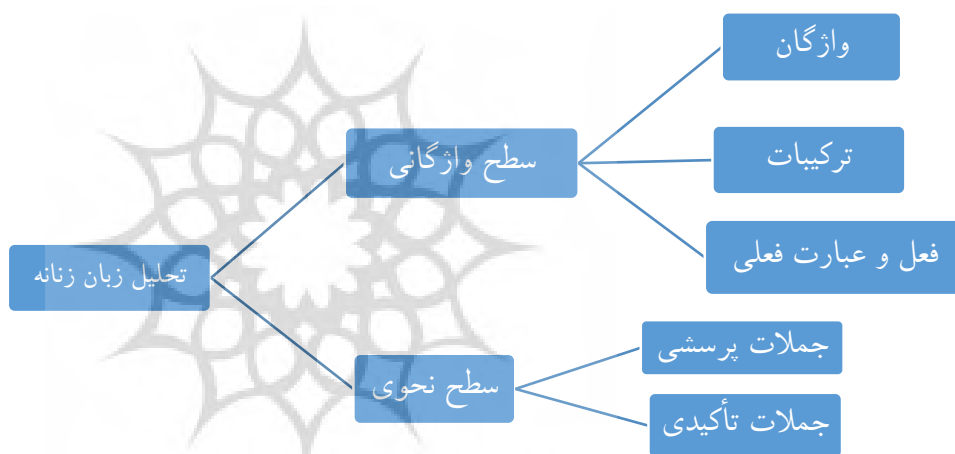 تحلیل زبان زنانه
سطح واژگانی
واژگان
ترکیبات
فعل و عبارت فعلی
سطح نحوی
جملات پرسشی
جملات تأکیدی